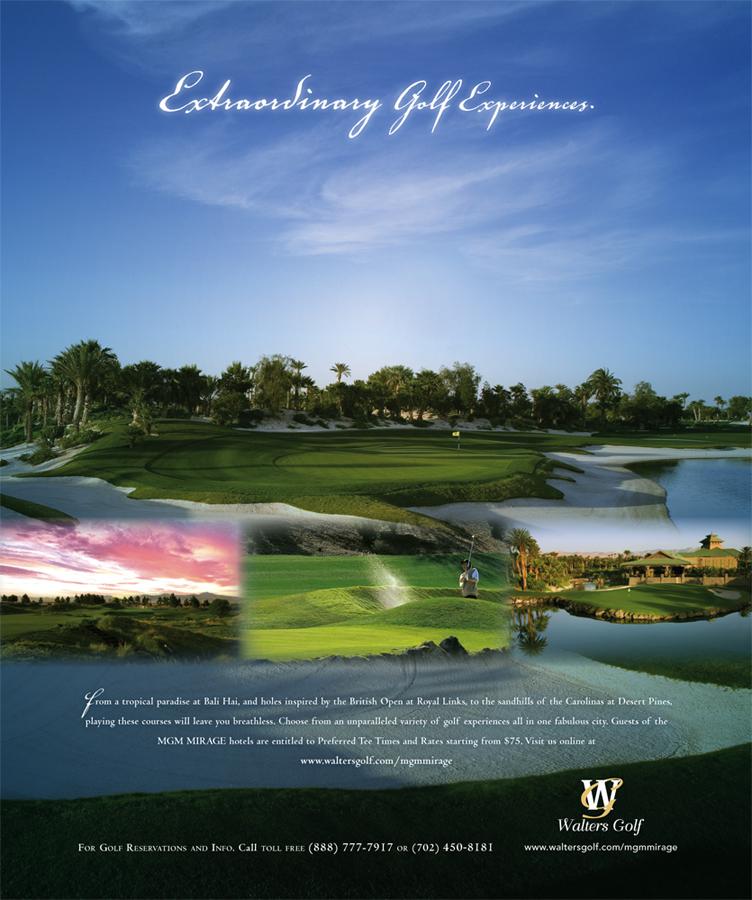 Extraordinary Golf Experiences.
From a tropical paradise at Bali Hai, and holes inspired by the British Open at Royal Links, to the sandhills of the Carolinas at Desert Pines,
playing these courses will leave you breathless. Choose from an unparalleled variety of golf experiences all in one fabulous city. Guests of the
MGM MIRAGE hotels are entitled to Preferred Tee Times and Rates starting from $75. Visit us online at
www.waltersgolf.com/mgmmirage
WG
Walters Golf
For Golf Reservations and Info. Call toll free (888) 777-7917 or (702) 450-8181
www.waltersgolf.com/mgmmirage